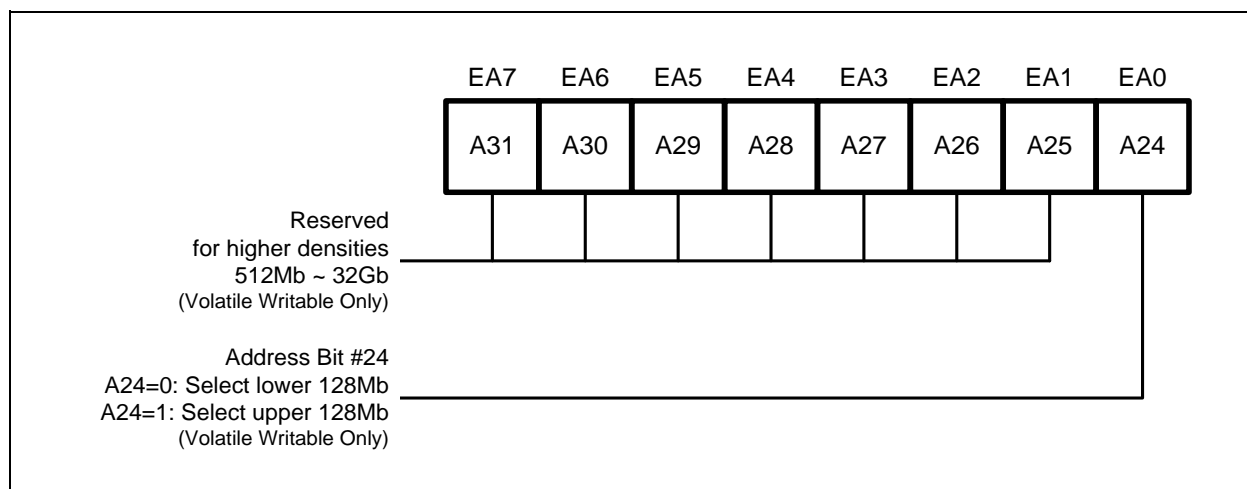 EA7 EA6 EA5 EA4 EA3 EA2 EA1 EA0
A31 A30 A29 A28 A27 A26 A25 A24
Reserved
for higher densities
512Mb ~ 32Gb
(Volatile Writable Only)
Address Bit #24
A24=0: Select lower 128Mb
A24=1: Select upper 128Mb
(Volatile Writable Only)